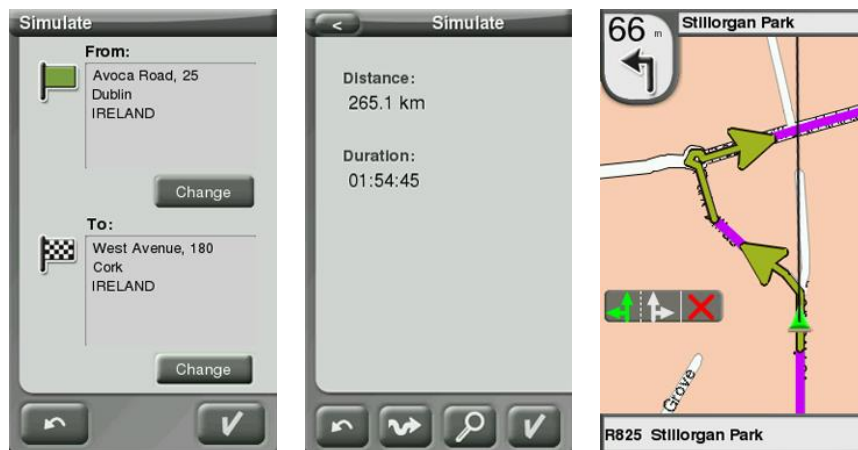 Simulate
From:
Avoca Road, 25
Dublin
IRELAND
Change
To:
West Avenue, 180
Cork
IRELAND
Change
<
Simulate
Distance:
265.1 km
Duration:
01:54:45
66 m
Stillorgan Park
Grove
R825 Stillorgan Park